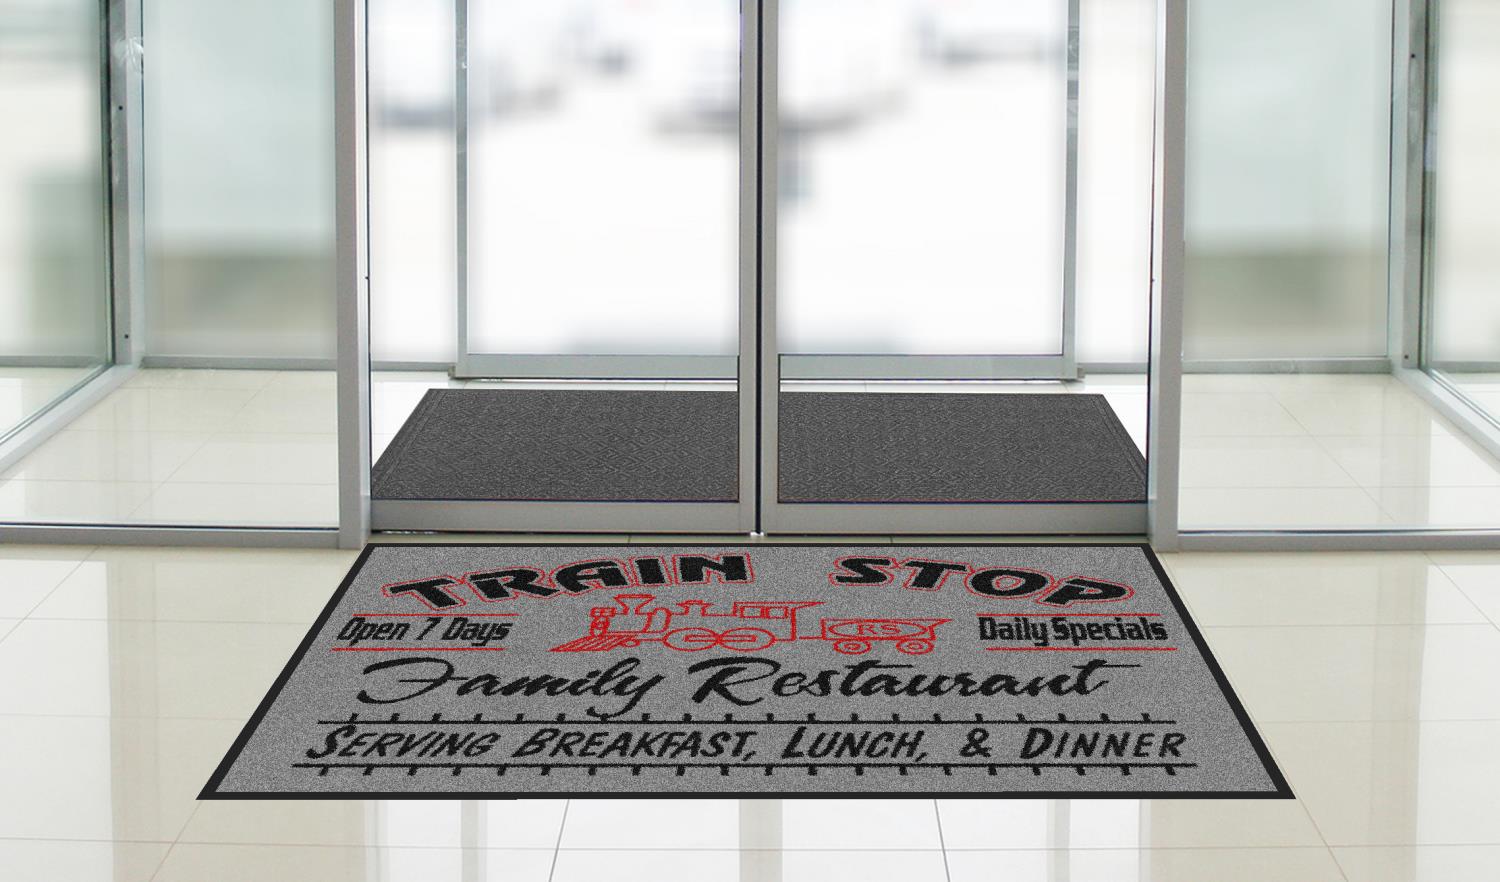 TRAIN STOP
Open 7 Days
RS
Daily Specials
Family Restaurant
SERVING BREAKFAST, LUNCH, & DINNER